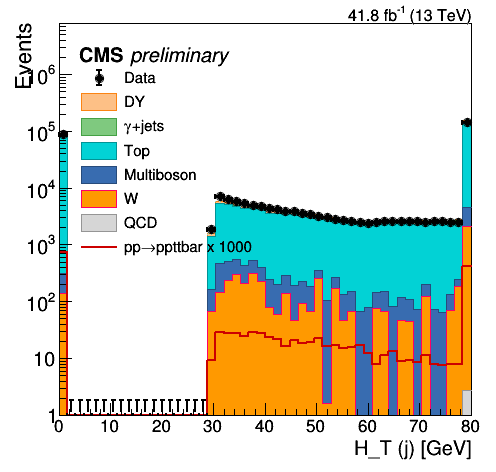 41.8 fb⁻¹ (13 TeV)
Events
CMS preliminary
Data
DY
γ+jets
Top
Multiboson
W
QCD
pp→ppttbar x 1000
10⁶
10⁵
10⁴
10³
10²
10
1
0 10 20 30 40 50 60 70 80
H_T (j) [GeV]